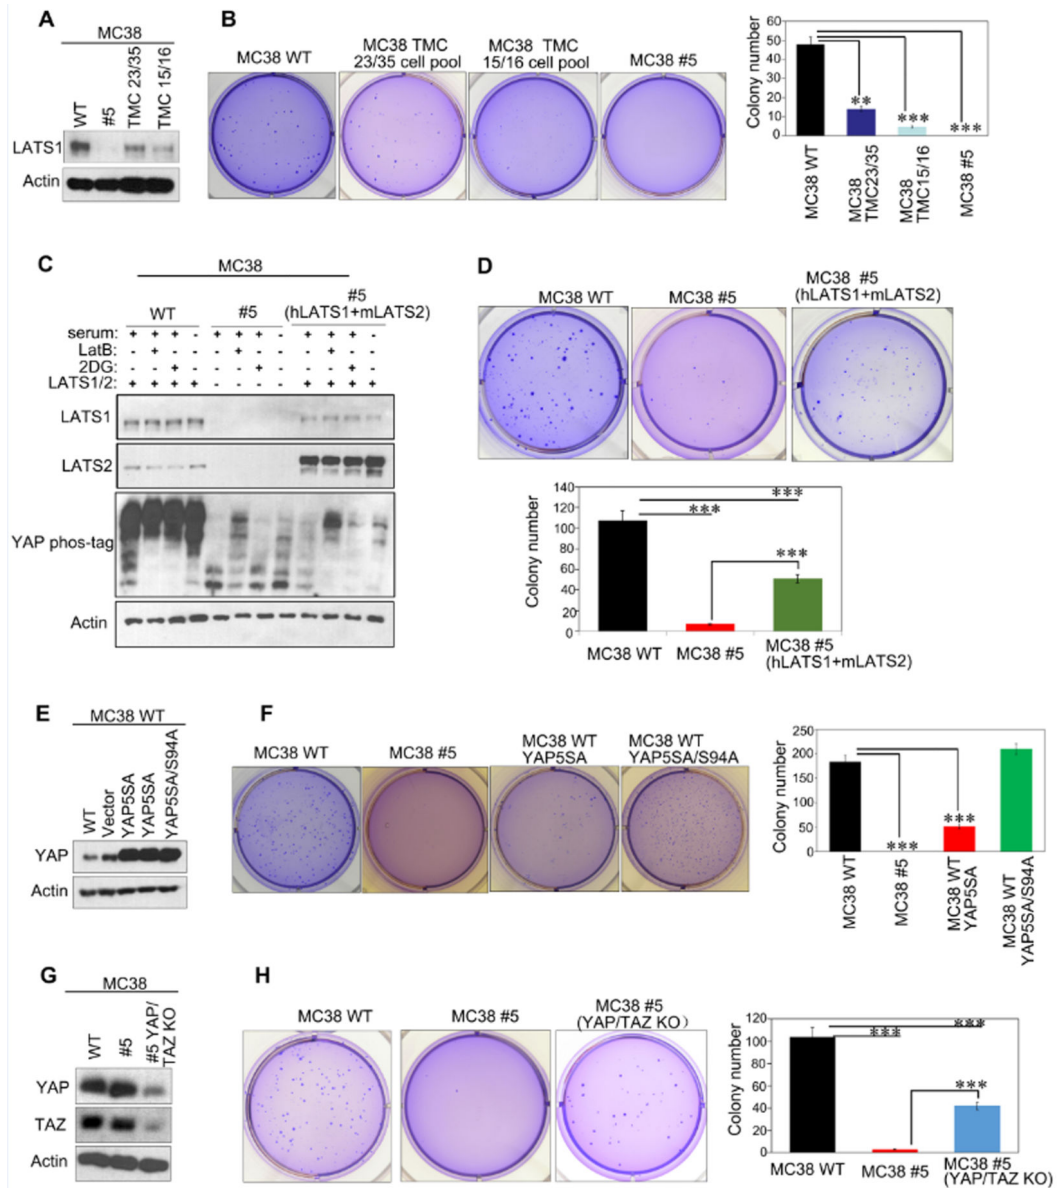 A
MC38
WT
#5
TMC 23/35
TMC 15/16
LATS1
Actin
B
MC38 WT
MC38 TMC
23/35 cell pool
MC38 TMC
15/16 cell pool
MC38 #5
Colony number
60
50
40
30
20
10
0
**
***
***
MC38 WT
MC38
TMC23/35
MC38
TMC15/16
MC38 #5
C
MC38
WT
#5
#5
(hLATS1+mLATS2)
serum: + + + - + + + - + + + -
LatB: - + - - - + - - - + - -
2DG: - - + - - - + - - - + -
LATS1/2: + + + + - - - - + + + +
LATS1
LATS2
YAP phos-tag
Actin
D
MC38 WT
MC38 #5
MC38 #5
(hLATS1+mLATS2)
Colony number
140
120
100
80
60
40
20
0
***
***
***
MC38 WT
MC38 #5
MC38 #5
(hLATS1+mLATS2)
E
MC38 WT
WT
Vector
YAP5SA
YAP5SA
YAP5SA/S94A
YAP
Actin
F
MC38 WT
MC38 #5
MC38 WT
YAP5SA
MC38 WT
YAP5SA/S94A
Colony number
250
200
150
100
50
0
***
***
MC38 WT
MC38 #5
MC38 WT
YAP5SA
MC38 WT
YAP5SA/S94A
G
MC38
WT
#5
#5 YAP/
TAZ KO
YAP
TAZ
Actin
H
MC38 WT
MC38 #5
MC38 #5
(YAP/TAZ KO)
Colony number
120
100
80
60
40
20
0
***
***
***
MC38 WT
MC38 #5
MC38 #5
(YAP/TAZ KO)